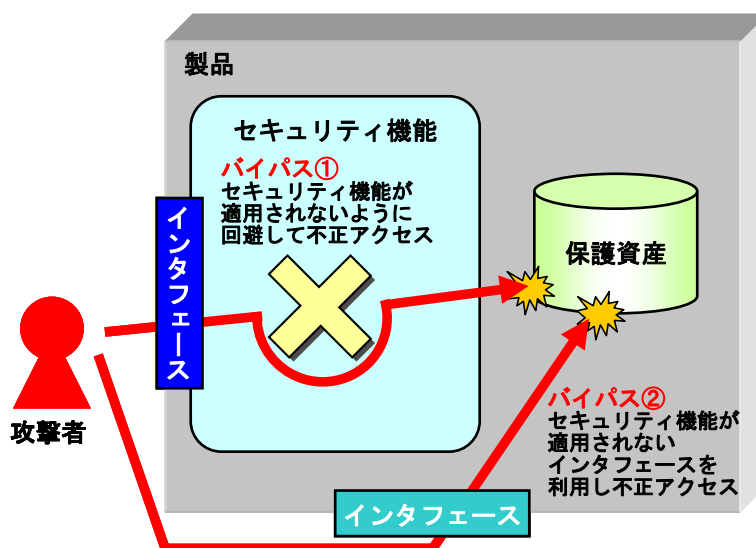 製品
セキュリティ機能
バイパス①
セキュリティ機能が
適用されないように
回避して不正アクセス
インタフェース
保護資産
攻撃者
バイパス②
セキュリティ機能が
適用されない
インタフェースを
利用し不正アクセス
インタフェース